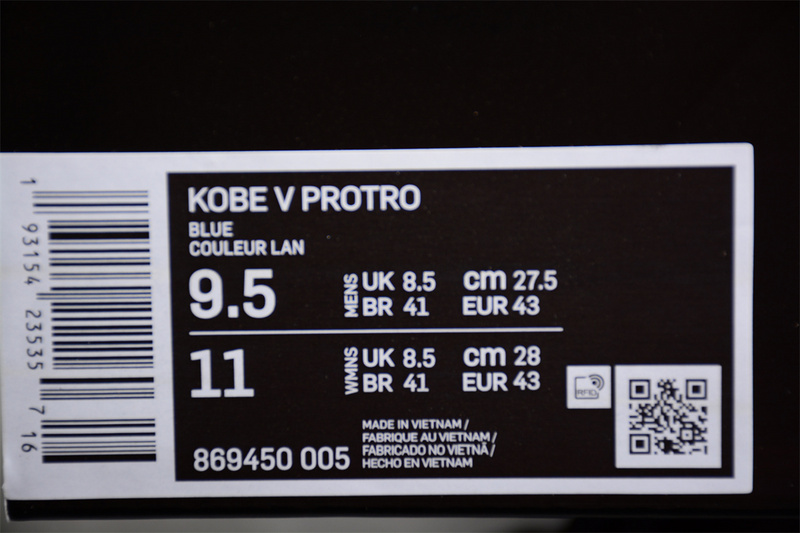 KOBE V PROTRO
BLUE
COULEUR LAN
9.5 MENS UK 8.5 cm 27.5
BR 41 EUR 43
11 WMNS UK 8.5 cm 28
BR 41 EUR 43
869450 005
MADE IN VIETNAM /
FABRIQUE AU VIETNAM /
FABRICADO NO VIETNÃ /
HECHO EN VIETNAM
RFID
1 93154 23535 7 16